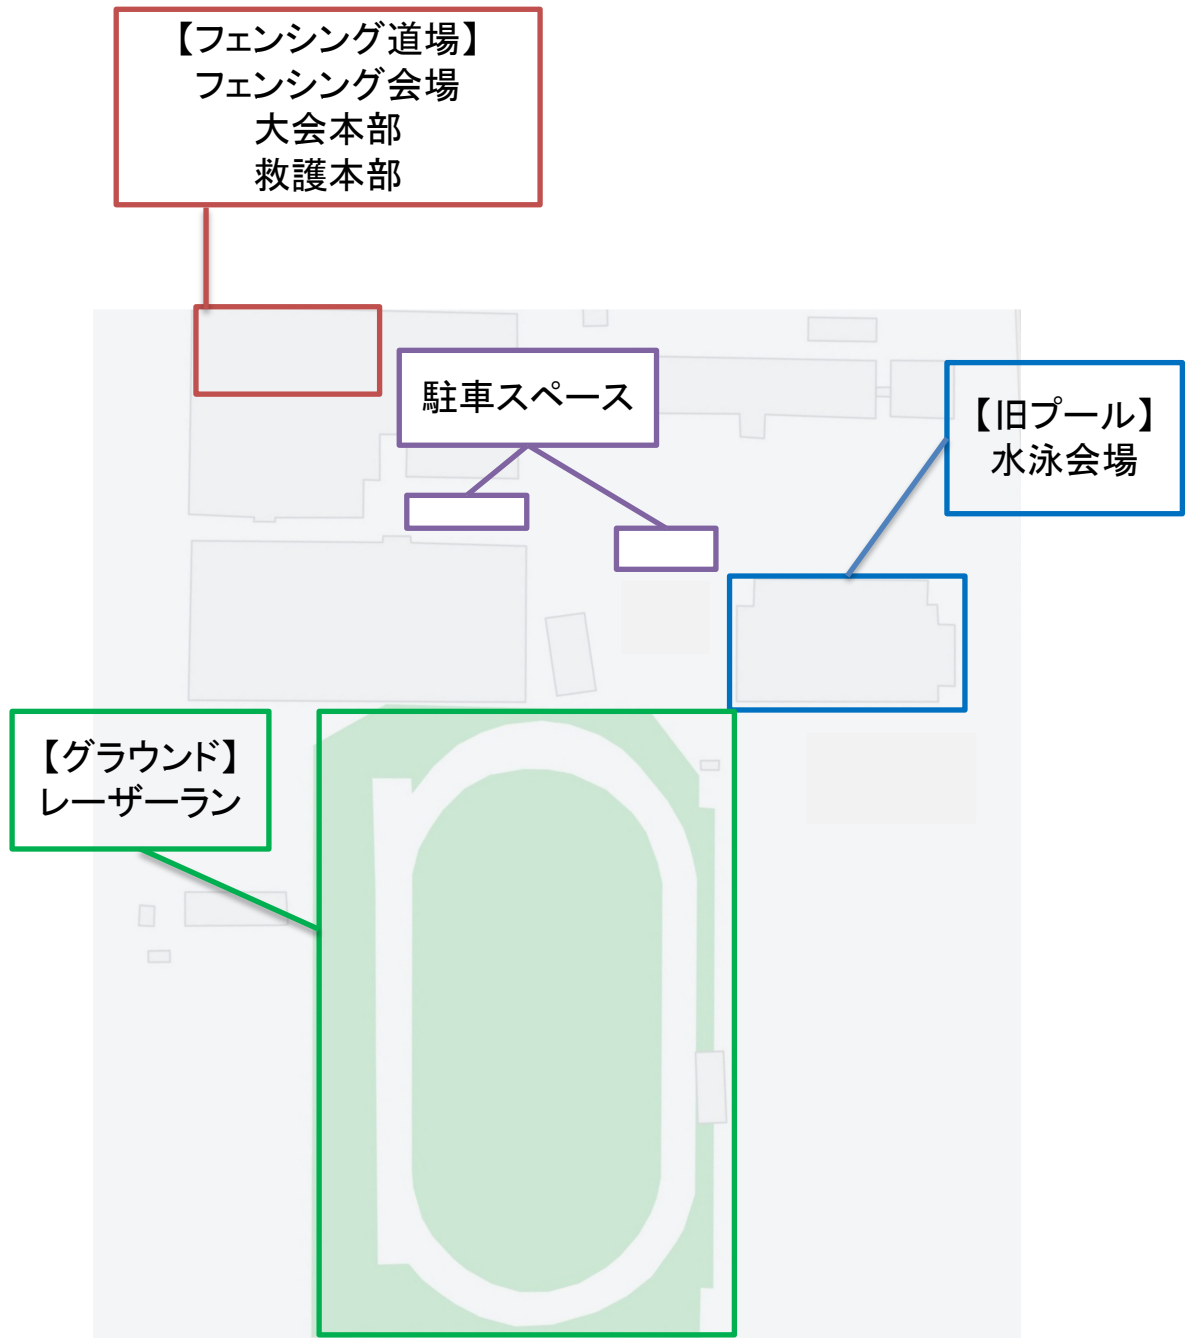 【フェンシング道場】
フェンシング会場
大会本部
救護本部
駐車スペース
【旧プール】
水泳会場
【グラウンド】
レーザーラン